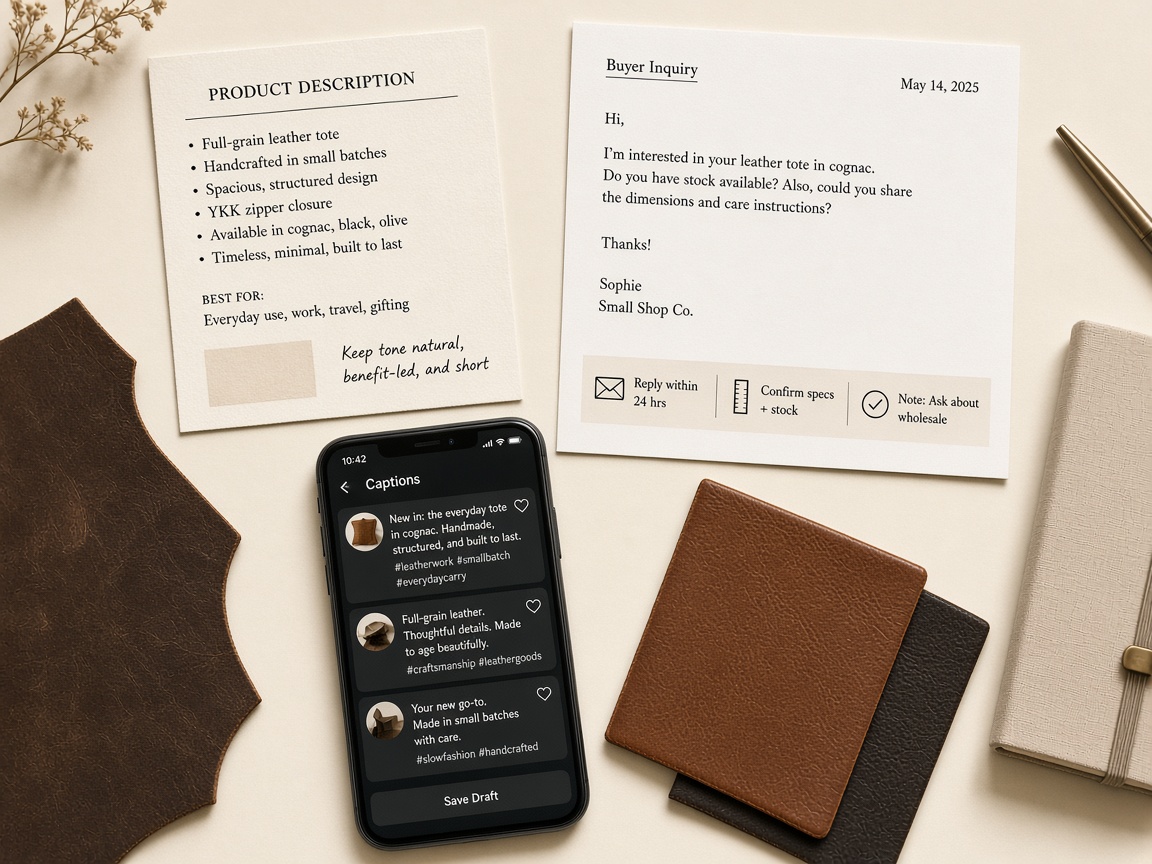 PRODUCT DESCRIPTION
• Full-grain leather tote
• Handcrafted in small batches
• Spacious, structured design
• YKK zipper closure
• Available in cognac, black, olive
• Timeless, minimal, built to last
BEST FOR:
Everyday use, work, travel, gifting
Keep tone natural,
benefit-led, and short
Buyer Inquiry
May 14, 2025
Hi,
I'm interested in your leather tote in cognac.
Do you have stock available? Also, could you share
the dimensions and care instructions?
Thanks!
Sophie
Small Shop Co.
Reply within
24 hrs
Confirm specs
+ stock
Note: Ask about
wholesale
10:42
Captions
New in: the everyday tote
in cognac. Handmade,
structured, and built to last.
#leatherwork #smallbatch
#everydaycarry
Full-grain leather.
Thoughtful details. Made
to age beautifully.
#craftsmanship #leathergoods
Your new go-to.
Made in small batches
with care.
#slowfashion #handcrafted
Save Draft